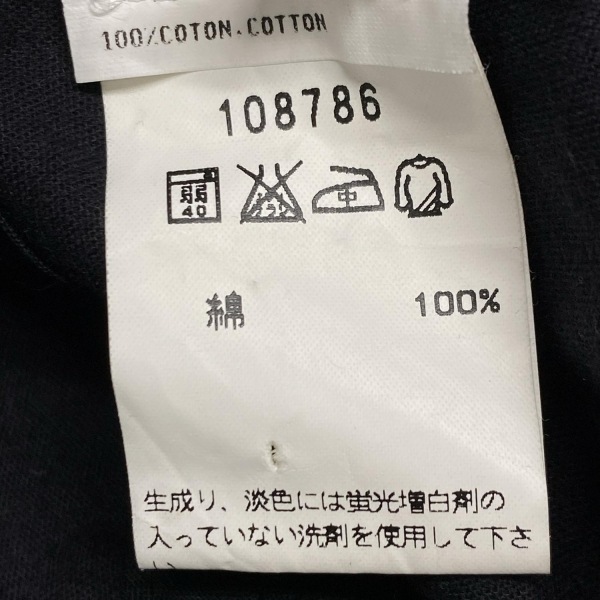 100%COTON.COTTON
108786
弱 中
40
綿 100%
生成り、淡色には蛍光増白剤の
入っていない洗剤を使用して下さ